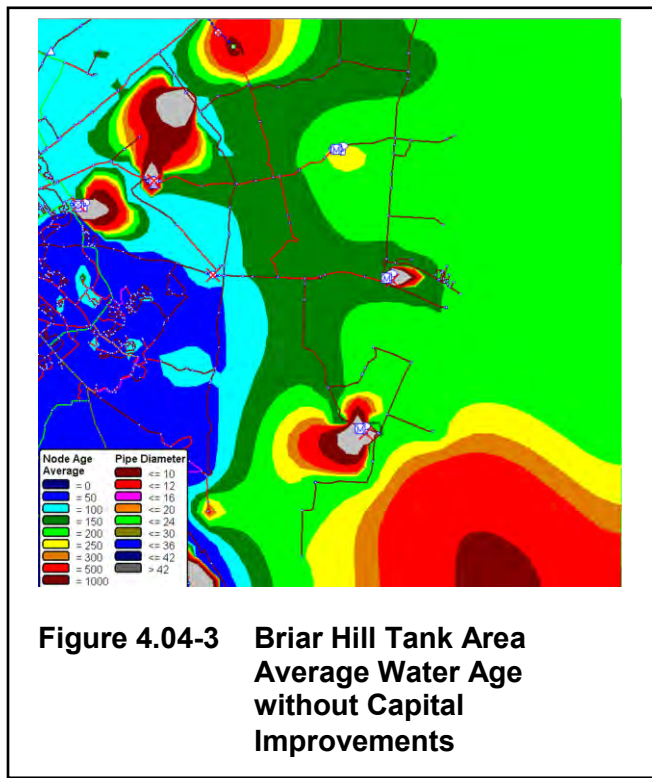 Node Age Pipe Diameter
Average
= 0 <= 10
= 50 <= 12
= 100 <= 16
= 150 <= 20
= 200 <= 24
= 250 <= 30
= 300 <= 36
= 500 <= 42
= 1000 > 42
M
M
M
M
Figure 4.04-3 Briar Hill Tank Area
Average Water Age
without Capital
Improvements